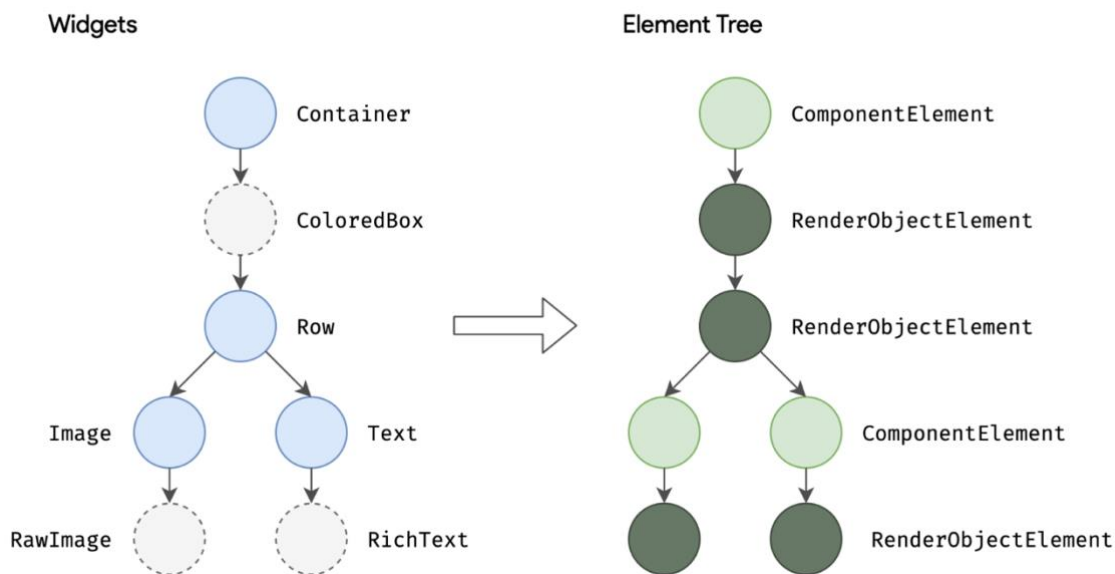 Widgets
Element Tree
Container
ComponentElement
ColoredBox
RenderObjectElement
Row
RenderObjectElement
Image
Text
ComponentElement
RawImage
RichText
RenderObjectElement